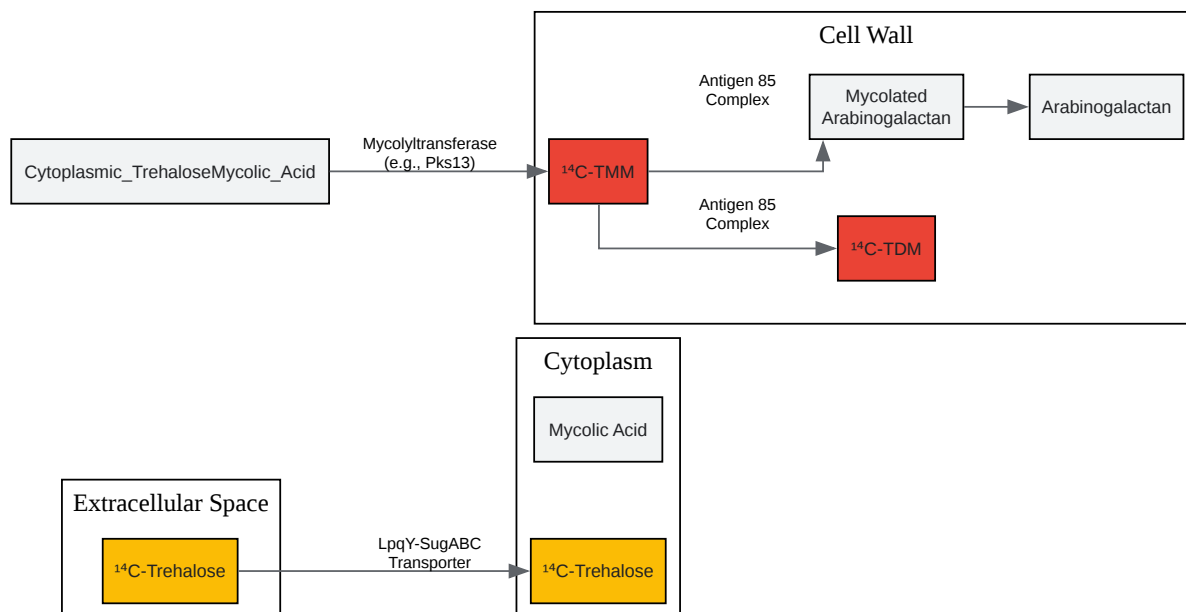 Cell Wall
Antigen 85
Complex
Mycolated
Arabinogalactan
Arabinogalactan
Cytoplasmic_TrehaloseMycolic_Acid
Mycolyltransferase
(e.g., Pks13)
¹⁴C-TMM
Antigen 85
Complex
¹⁴C-TDM
Cytoplasm
Mycolic Acid
Extracellular Space
¹⁴C-Trehalose
LpqY-SugABC
Transporter
¹⁴C-Trehalose